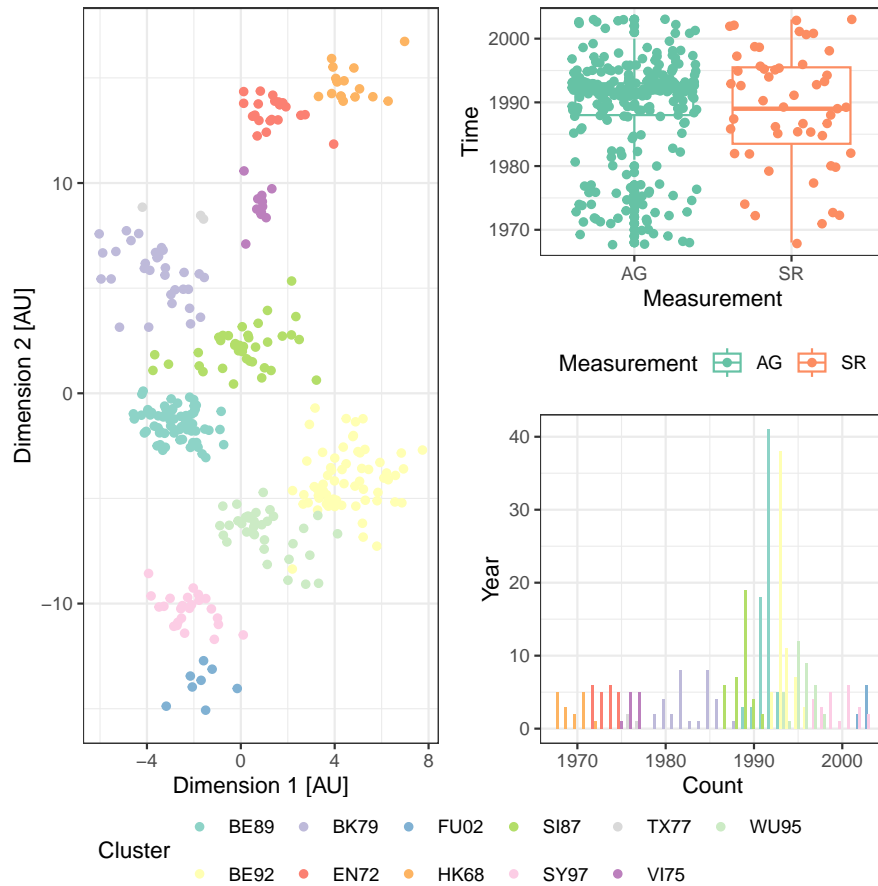 10
0
−10
Dimension 2 [AU]
−4 0 4 8
Dimension 1 [AU]
2000
1990
1980
1970
Time
AG SR
Measurement
Measurement AG SR
40
30
20
10
0
Year
1970 1980 1990 2000
Count
Cluster
BE89 BK79 FU02 SI87 TX77 WU95
BE92 EN72 HK68 SY97 VI75